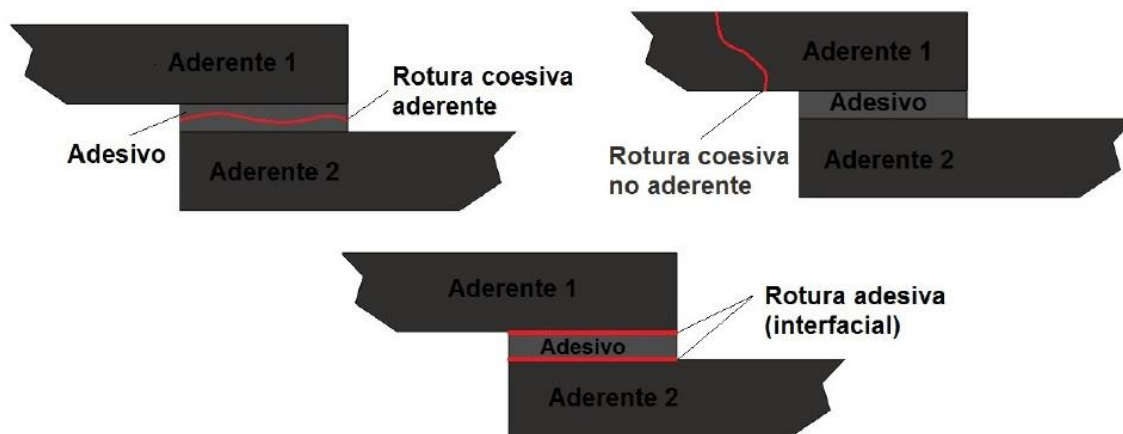 Aderente 1
Rotura coesiva
aderente
Adesivo
Aderente 2
Aderente 1
Adesivo
Rotura coesiva
no aderente
Aderente 2
Aderente 1
Rotura adesiva
(interfacial)
Adesivo
Aderente 2